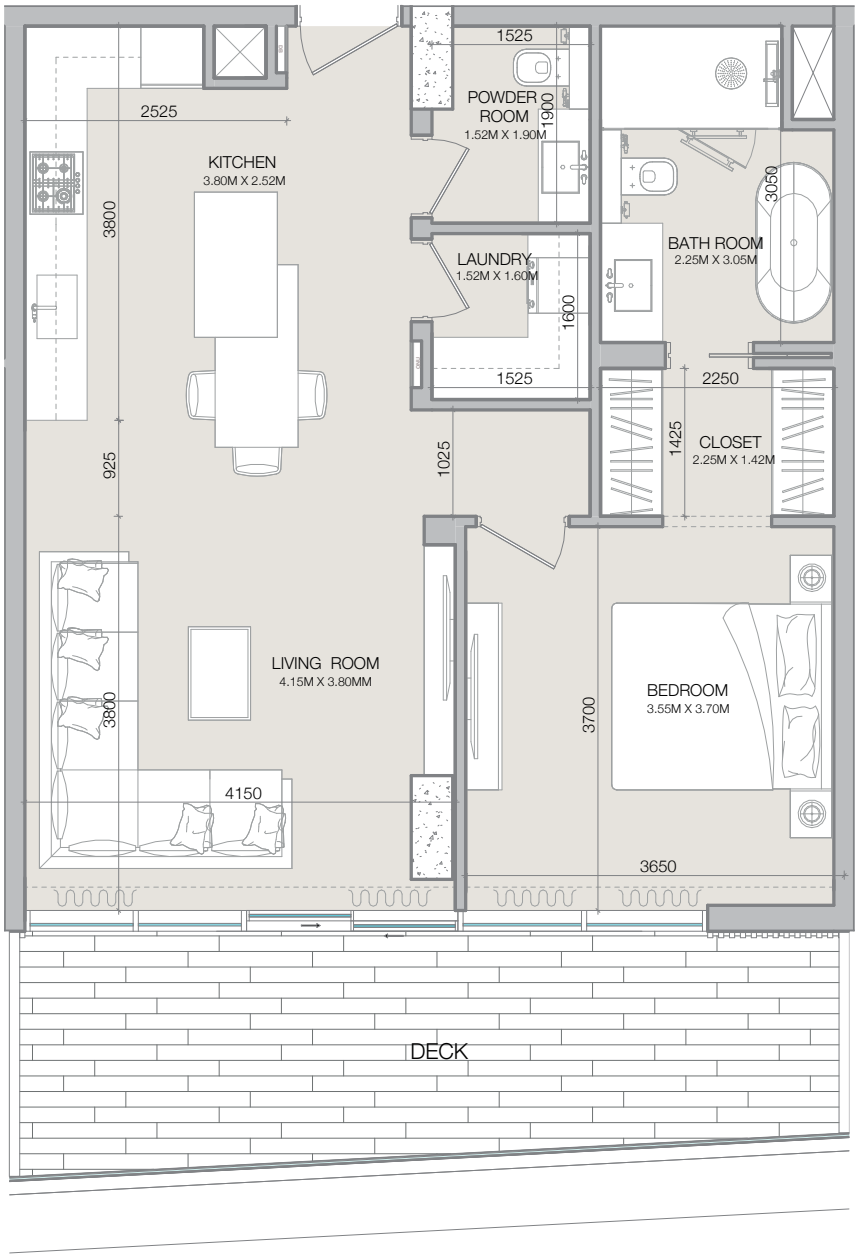 1525
POWDER
ROOM
1.52M X 1.90M
1900
2525
KITCHEN
3.80M X 2.52M
3800
3050
BATH ROOM
2.25M X 3.05M
LAUNDRY
1.52M X 1.60M
1600
1525
2250
1425
CLOSET
2.25M X 1.42M
925
1025
LIVING ROOM
4.15M X 3.80MM
3800
4150
3700
BEDROOM
3.55M X 3.70M
3650
DECK